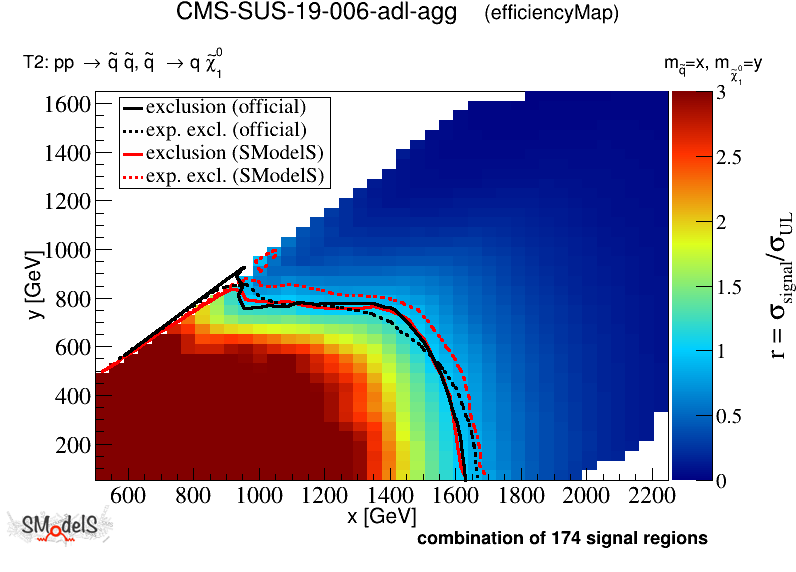 CMS-SUS-19-006-adl-agg (efficiencyMap)
T2: pp → q̃ q̃, q̃ → q χ̃₁⁰
m_q̃=x, m_χ̃₁⁰=y
exclusion (official)
exp. excl. (official)
exclusion (SModelS)
exp. excl. (SModelS)
1600
1400
1200
1000
800
600
400
200
y [GeV]
600 800 1000 1200 1400 1600 1800 2000 2200
x [GeV]
3
2.5
2
1.5
1
0.5
0
r = σ_signal/σ_UL
SModelS
combination of 174 signal regions